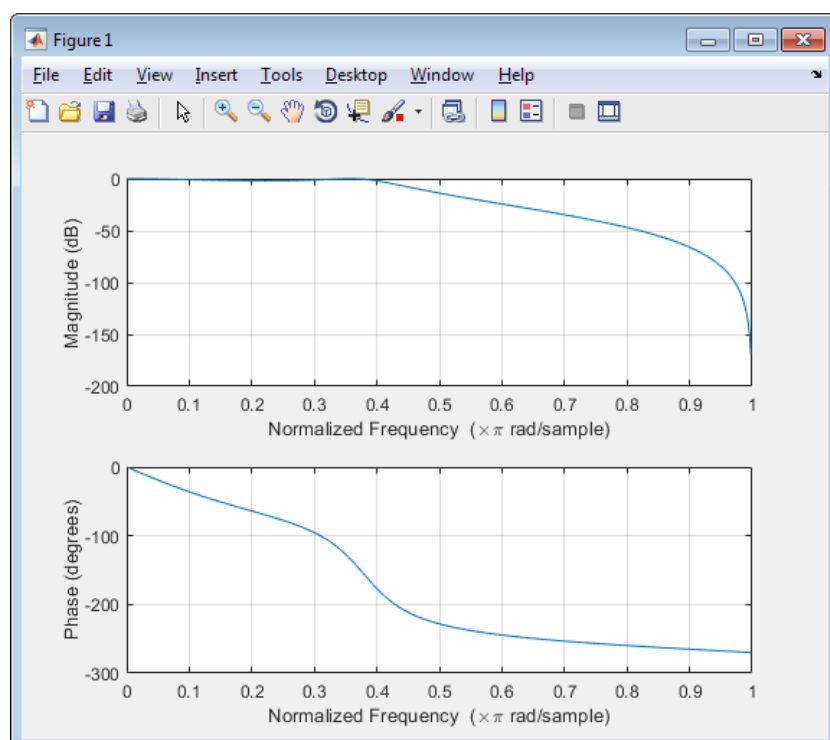 Figure 1
File Edit View Insert Tools Desktop Window Help
0
-50
-100
-150
-200
Magnitude (dB)
0 0.1 0.2 0.3 0.4 0.5 0.6 0.7 0.8 0.9 1
Normalized Frequency (×π rad/sample)
0
-100
-200
-300
Phase (degrees)
0 0.1 0.2 0.3 0.4 0.5 0.6 0.7 0.8 0.9 1
Normalized Frequency (×π rad/sample)